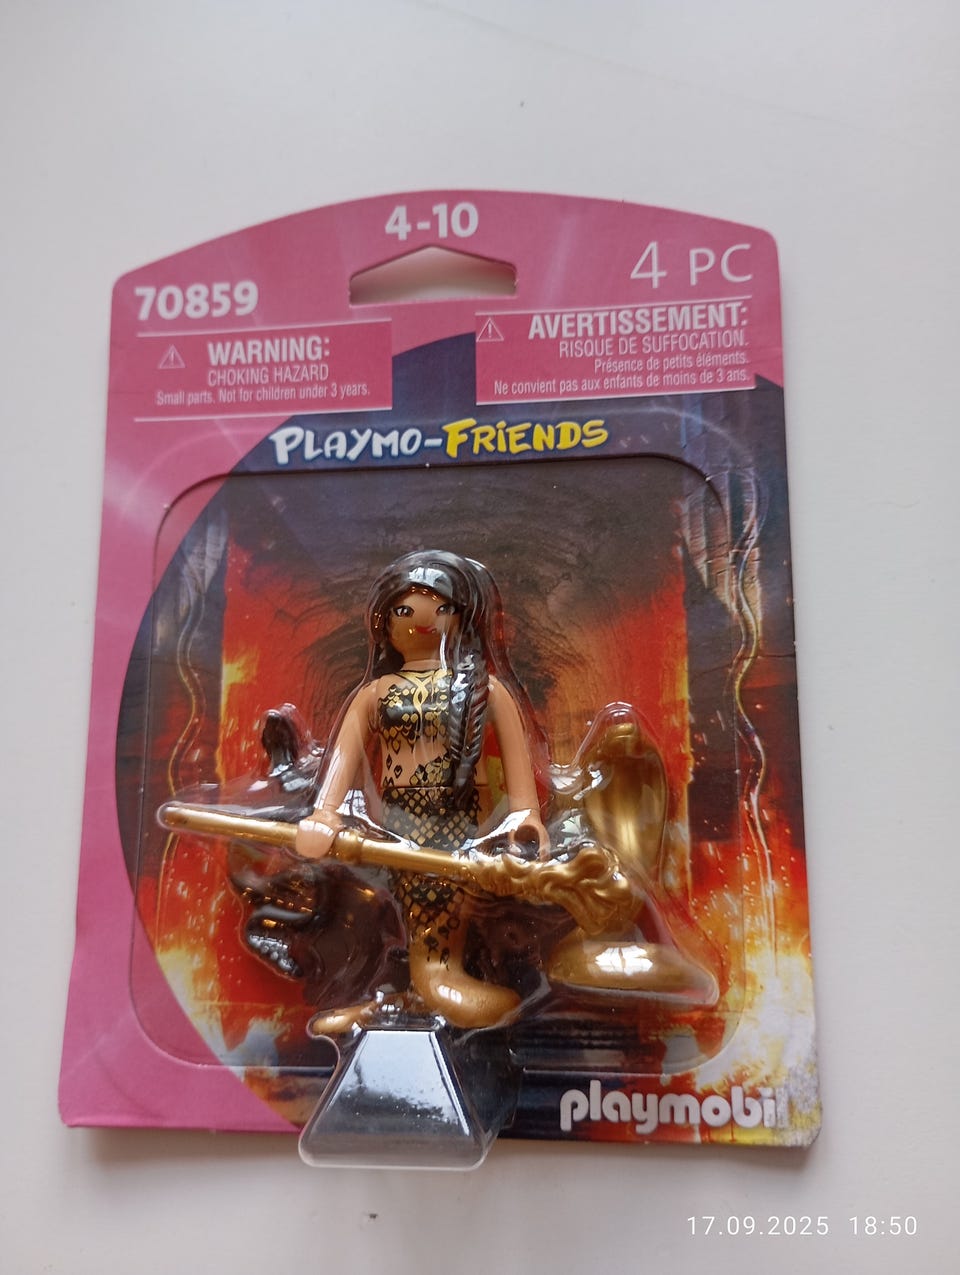 4-10
4 PC
70859
WARNING:
CHOKING HAZARD
Small parts. Not for children under 3 years.
AVERTISSEMENT:
RISQUE DE SUFFOCATION.
Présence de petits éléments.
Ne convient pas aux enfants de moins de 3 ans.
PLAYMO-FRiENDS
playmobil
17.09.2025 18:50